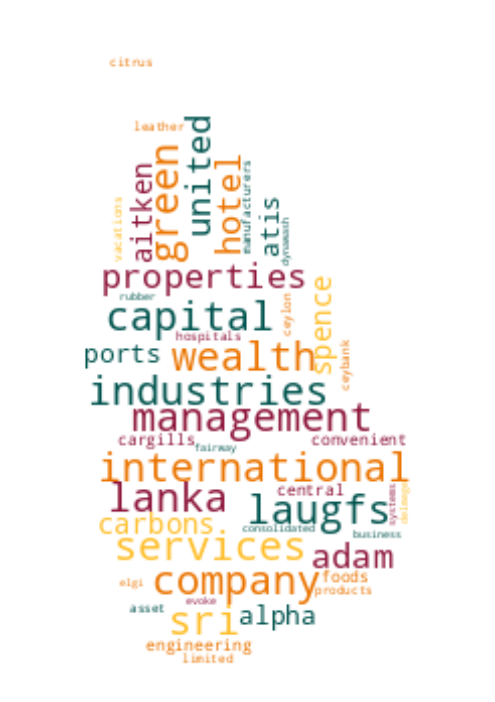 citrus
leather
united
green
aitken
hotel
manufacturers
vacations
atis
dynawash
properties
rubber
capital
ceylon
spence
hospitals
ports
wealth
ceybank
industries
management
cargills
convenient
fairway
international
lanka
central
systems
laugfs
carbons.
consolidated
business
services
adam
company
foods
elgi
products
asset
evoke
sri
alpha
engineering
limited